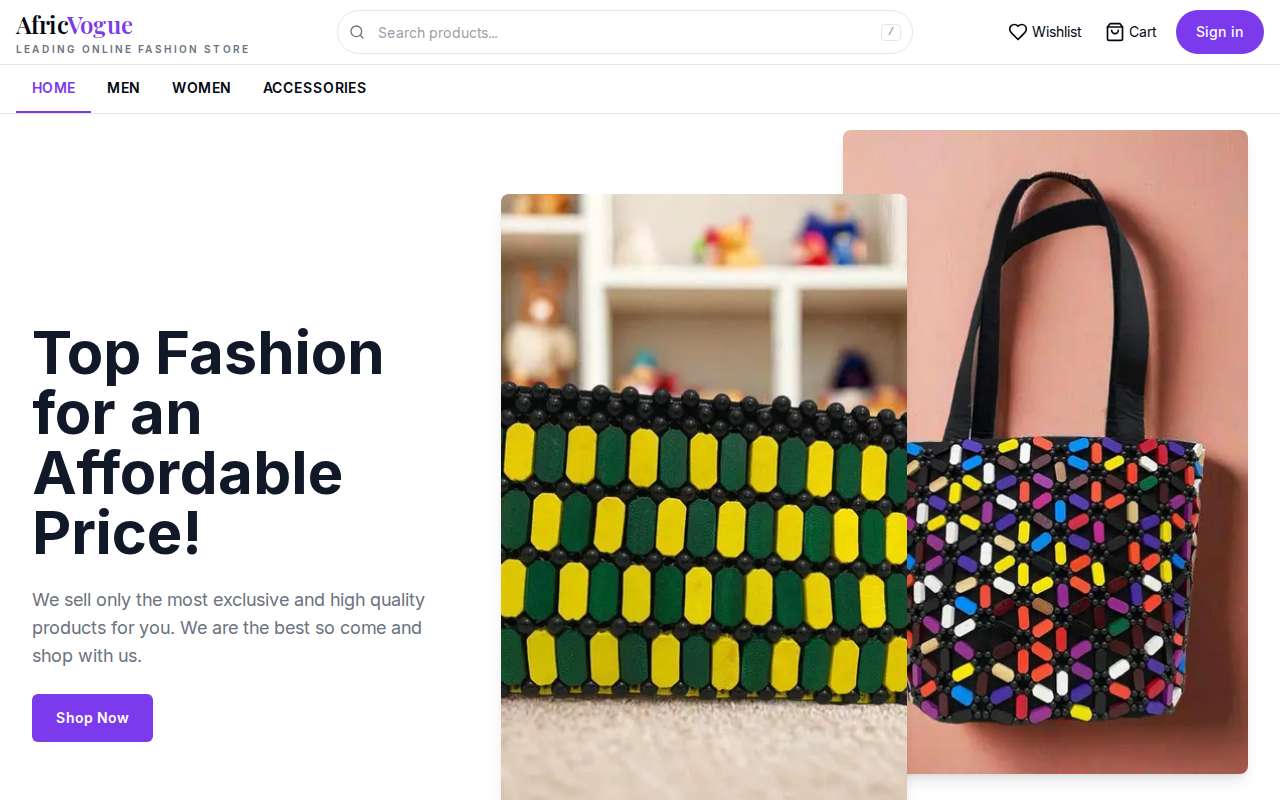 AfricVogue
LEADING ONLINE FASHION STORE
Search products...
/
Wishlist
Cart
Sign in
HOME
MEN
WOMEN
ACCESSORIES
Top Fashion
for an
Affordable
Price!
We sell only the most exclusive and high quality
products for you. We are the best so come and
shop with us.
Shop Now